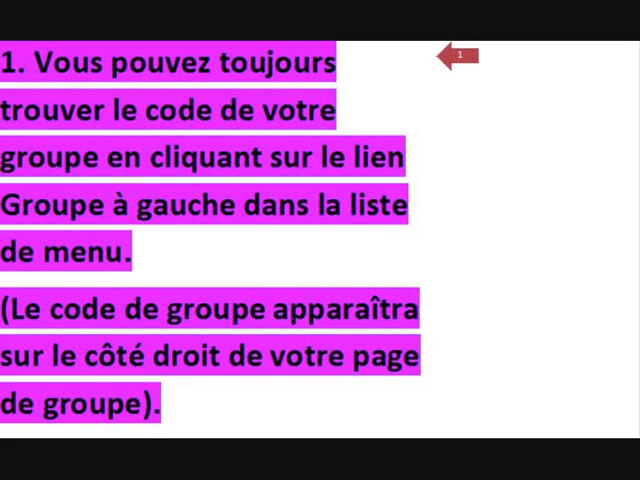 1. Vous pouvez toujours
trouver le code de votre
groupe en cliquant sur le lien
Groupe à gauche dans la liste
de menu.
(Le code de groupe apparaîtra
sur le côté droit de votre page
de groupe).
1